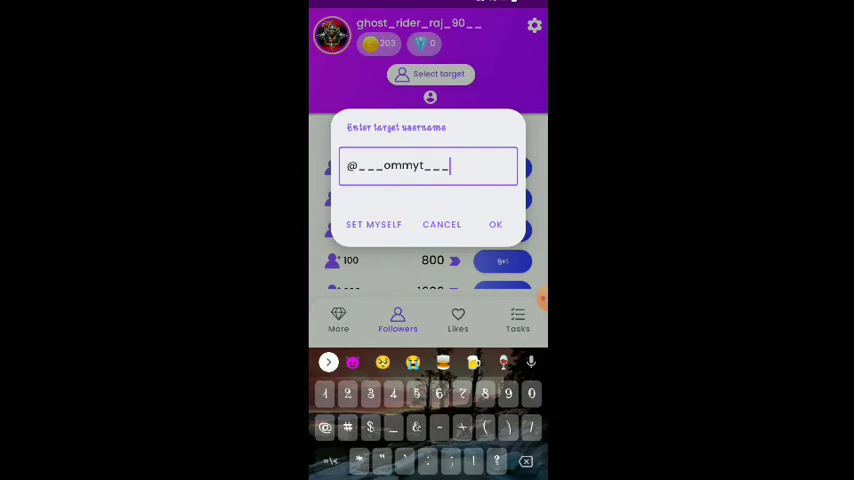 ghost_rider_raj_90__
203
0
Select target
Enter target username
@___ommyt___
SET MYSELF CANCEL OK
100 800
More Followers Likes Tasks
1 2 3 4 5 6 7 8 9 0
@ # $ _ & - + ( ) /
=\< * " ' : ; ! ?